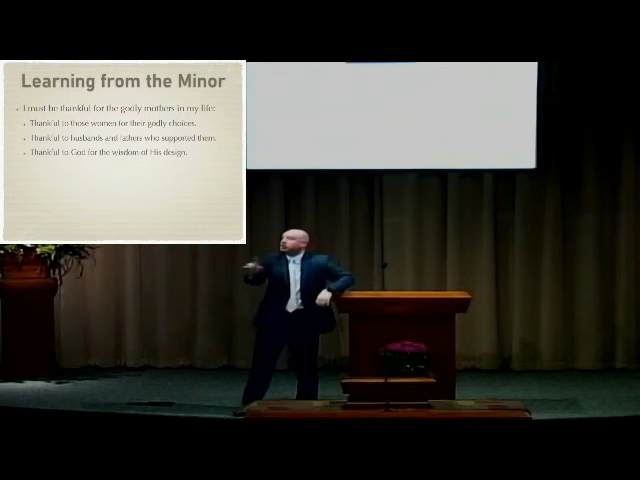 Learning from the Minor
I must be thankful for the godly mothers in my life:
Thankful to those women for their godly choices.
Thankful to husbands and fathers who supported them.
Thankful to God for the wisdom of His design.